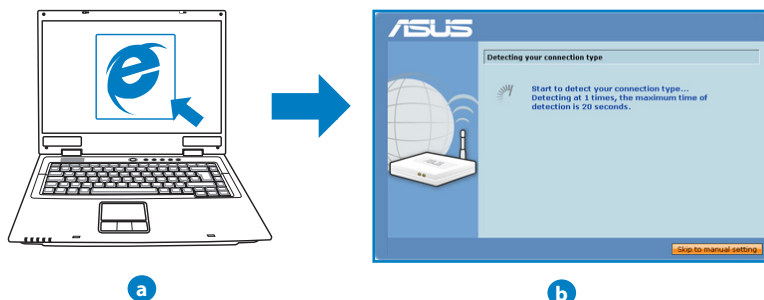 ASUS
Detecting your connection type
Start to detect your connection type...
Detecting at 1 times, the maximum time of
detection is 20 seconds.
ASUS
Skip to manual setting
a
b